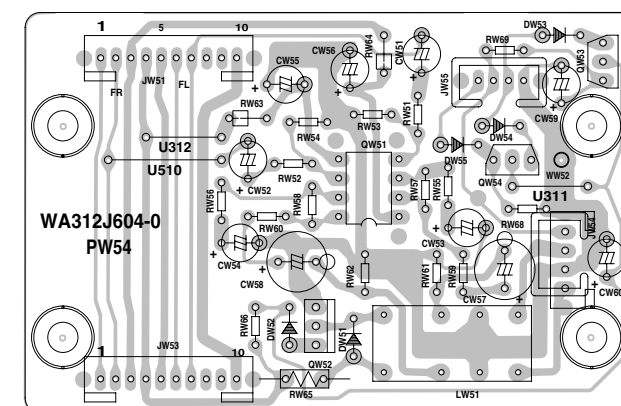 1 5 10
FR JW51 FL
CW55
CW56
RW64
CW51
RW69
DW53
QW53
JW55
CW59
RW63
RW54
RW53
RW51
DW54
U312
U510
CW52
RW52
QW51
DW55
QW54
WW52
RW56
RW58
RW57
RW55
U311
WA312J604-0
PW54
RW60
CW54
CW58
RW62
CW53
RW68
JW54
RW61
RW59
CW57
CW60
RW66
DW52
DW51
1 JW53 10
QW52
RW65
LW51